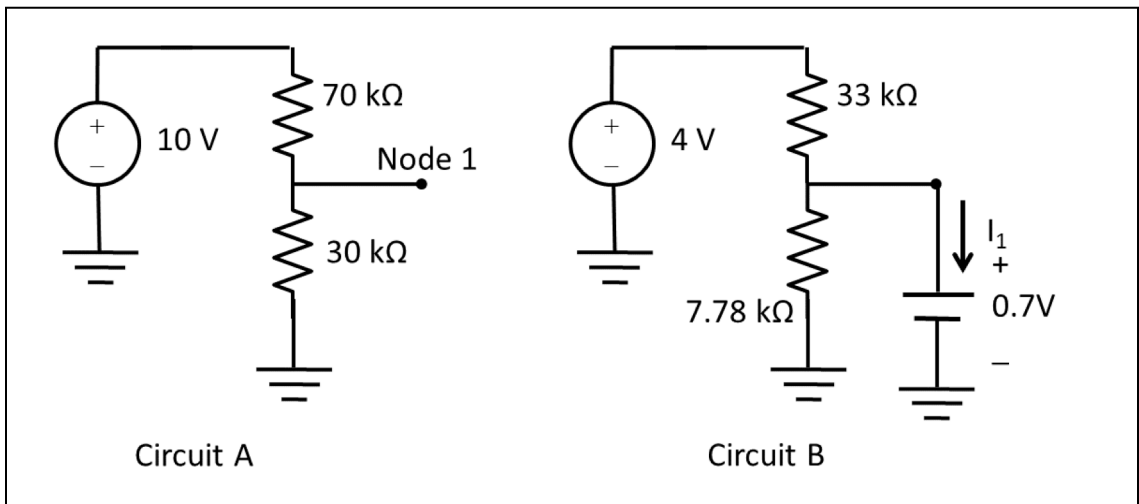 70 kΩ
+
−
10 V
Node 1
30 kΩ
Circuit A
33 kΩ
+
−
4 V
I₁
+
7.78 kΩ
0.7V
−
Circuit B